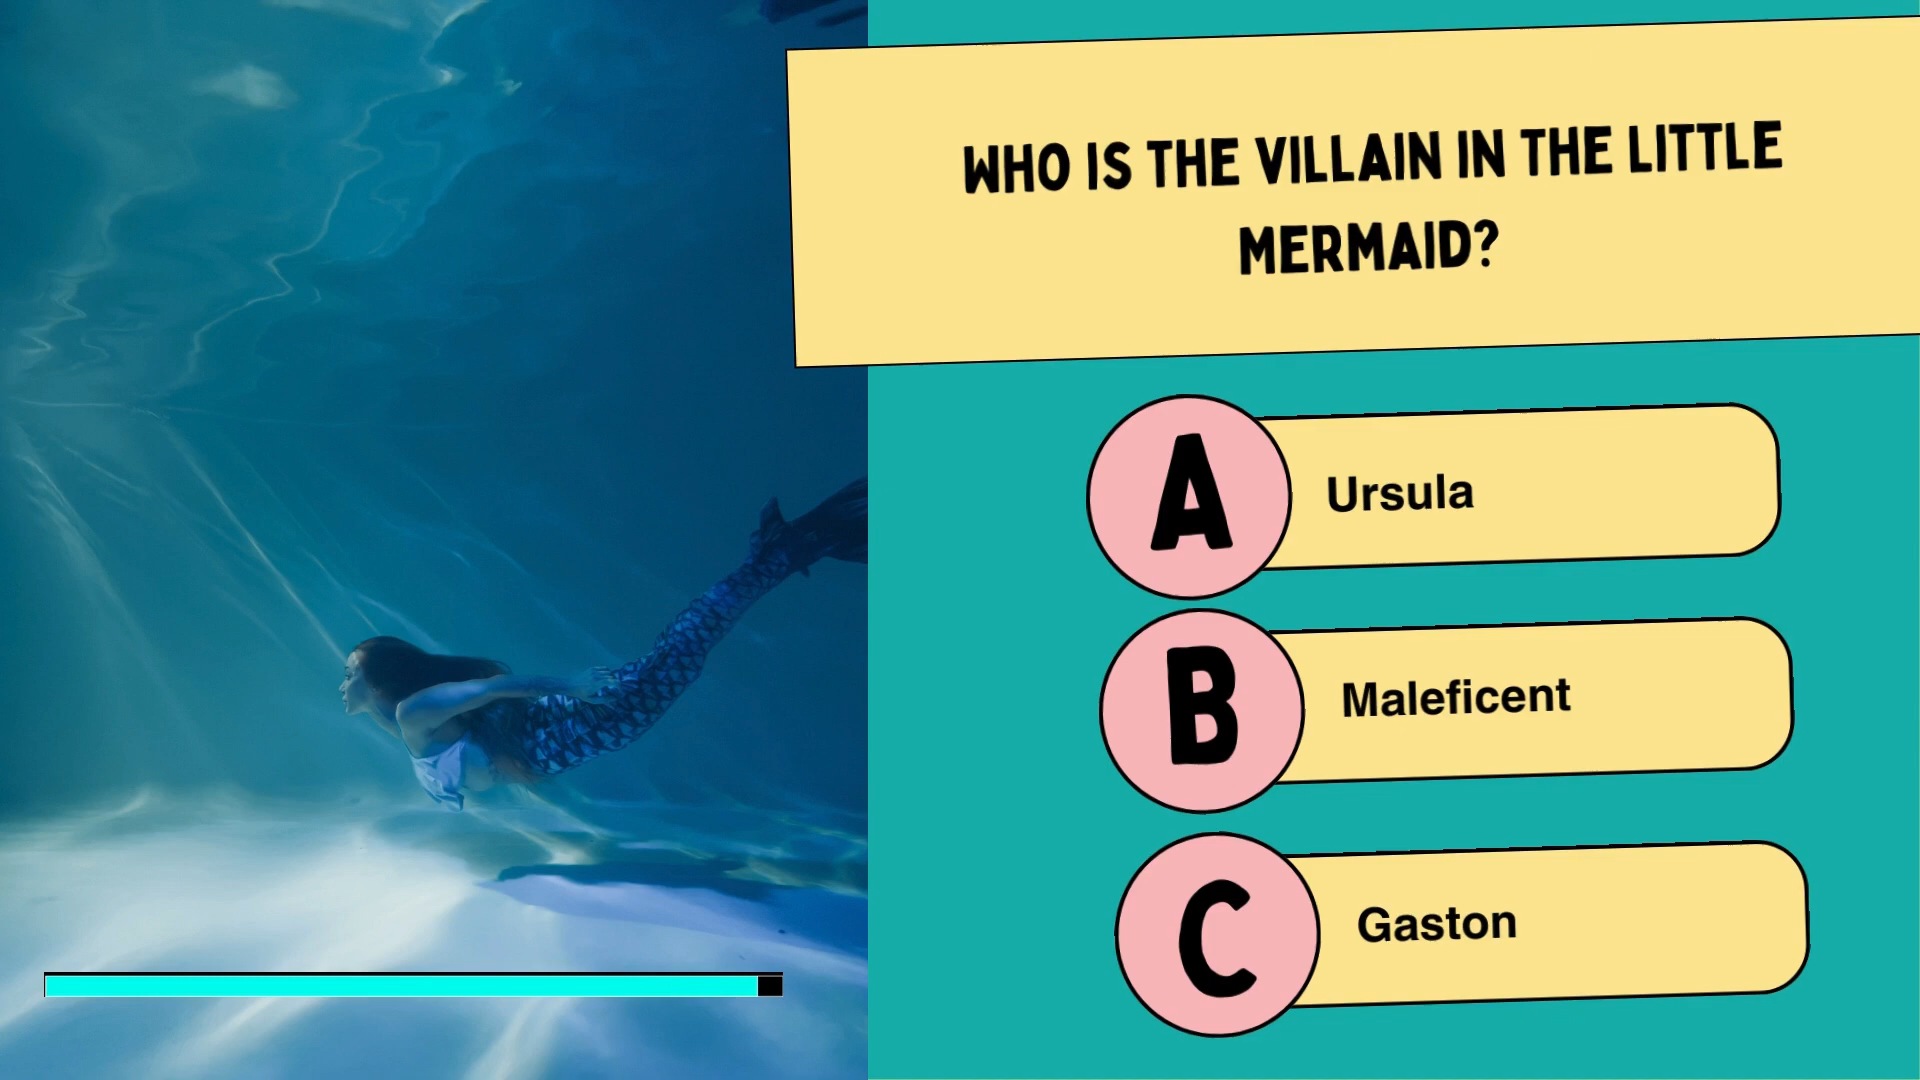 WHO IS THE VILLAIN IN THE LITTLE
MERMAID?
A
Ursula
B
Maleficent
C
Gaston